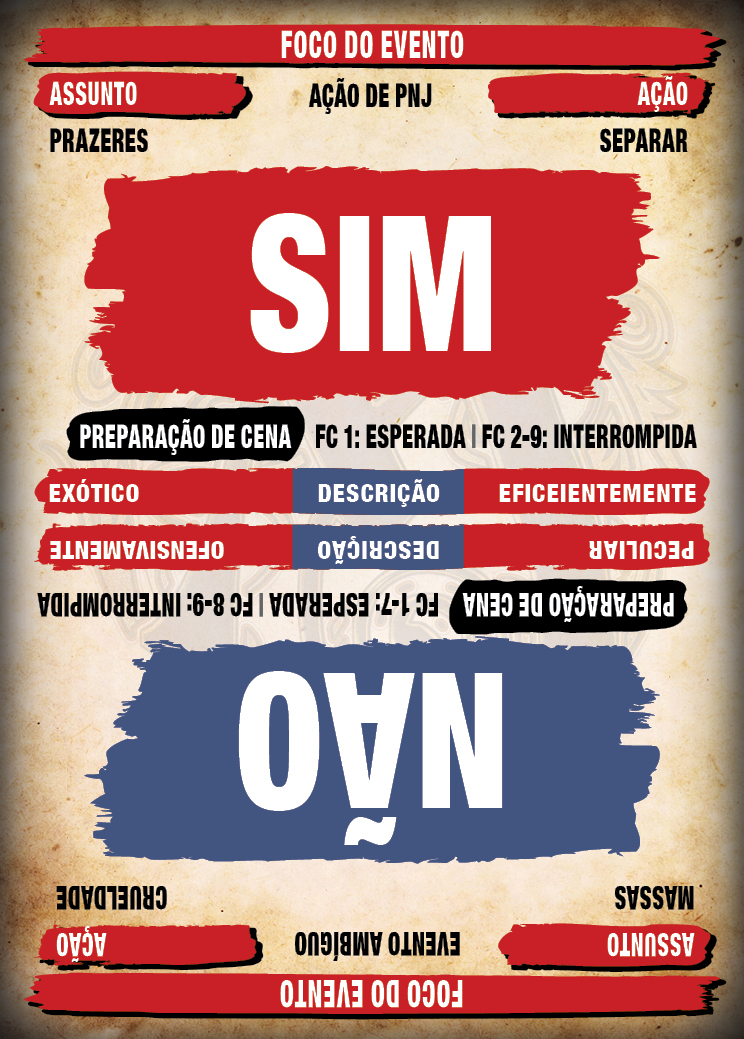 FOCO DO EVENTO
ASSUNTO AÇÃO DE PNJ AÇÃO
PRAZERES SEPARAR
SIM
PREPARAÇÃO DE CENA FC 1: ESPERADA | FC 2-9: INTERROMPIDA
EXÓTICO DESCRIÇÃO EFICEIENTEMENTE
PECULIAR DESCRIÇÃO OFENSIVAMENTE
PREPARAÇÃO DE CENA FC 1-7: ESPERADA | FC 8-9: INTERROMPIDA
NÃO
MASSAS CRUELDADE
ASSUNTO EVENTO AMBÍGUO AÇÃO
FOCO DO EVENTO